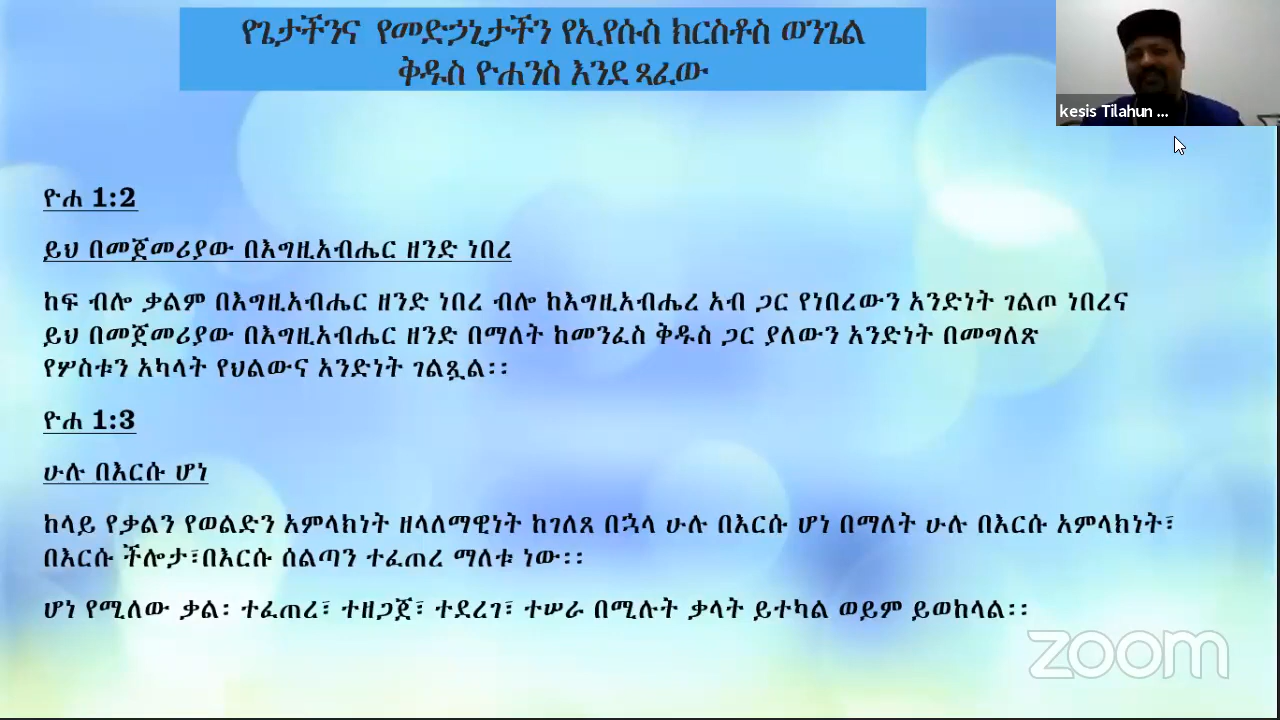 የጌታችንና የመድኃኒታችን የኢየሱስ ክርስቶስ ወንጌል
ቅዱስ ዮሐንስ እንደ ጻፈው
kesis Tilahun ...
ዮሐ 1:2
ይህ በመጀመሪያው በእግዚአብሔር ዘንድ ነበረ
ከፍ ብሎ ቃልም በእግዚአብሔር ዘንድ ነበረ ብሎ ከእግዚአብሔረ አብ ጋር የነበረውን አንድነት ገልጦ ነበረና
ይህ በመጀመሪያው በእግዚአብሔር ዘንድ በማለት ከመንፈስ ቅዱስ ጋር ያለውን አንድነት በመግለጽ
የሦስቱን አካላት የህልውና አንድነት ገልጿል፡፡
ዮሐ 1:3
ሁሉ በእርሱ ሆነ
ከላይ የቃልን የወልድን አምላክነት ዘላለማዊነት ከገለጸ በኋላ ሁሉ በእርሱ ሆነ በማለት ሁሉ በእርሱ አምላክነት፣
በእርሱ ችሎታ፣በእርሱ ሰልጣን ተፈጠረ ማለቱ ነው፡፡
ሆነ የሚለው ቃል፡ ተፈጠረ፣ ተዘጋጀ፣ ተደረገ፣ ተሠራ በሚሉት ቃላት ይተካል ወይም ይወከላል፡፡
zoom